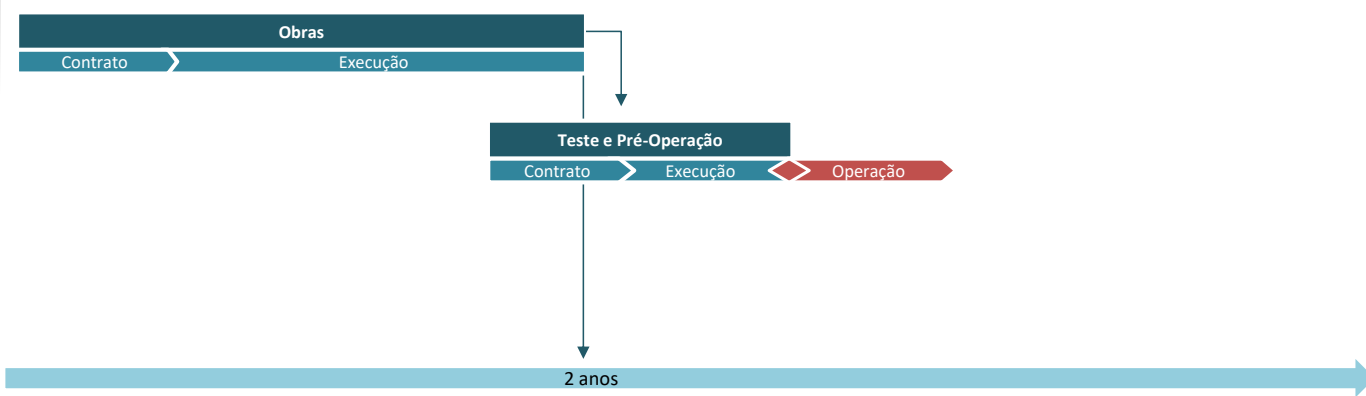 Obras
Contrato Execução
Teste e Pré-Operação
Contrato Execução Operação
2 anos